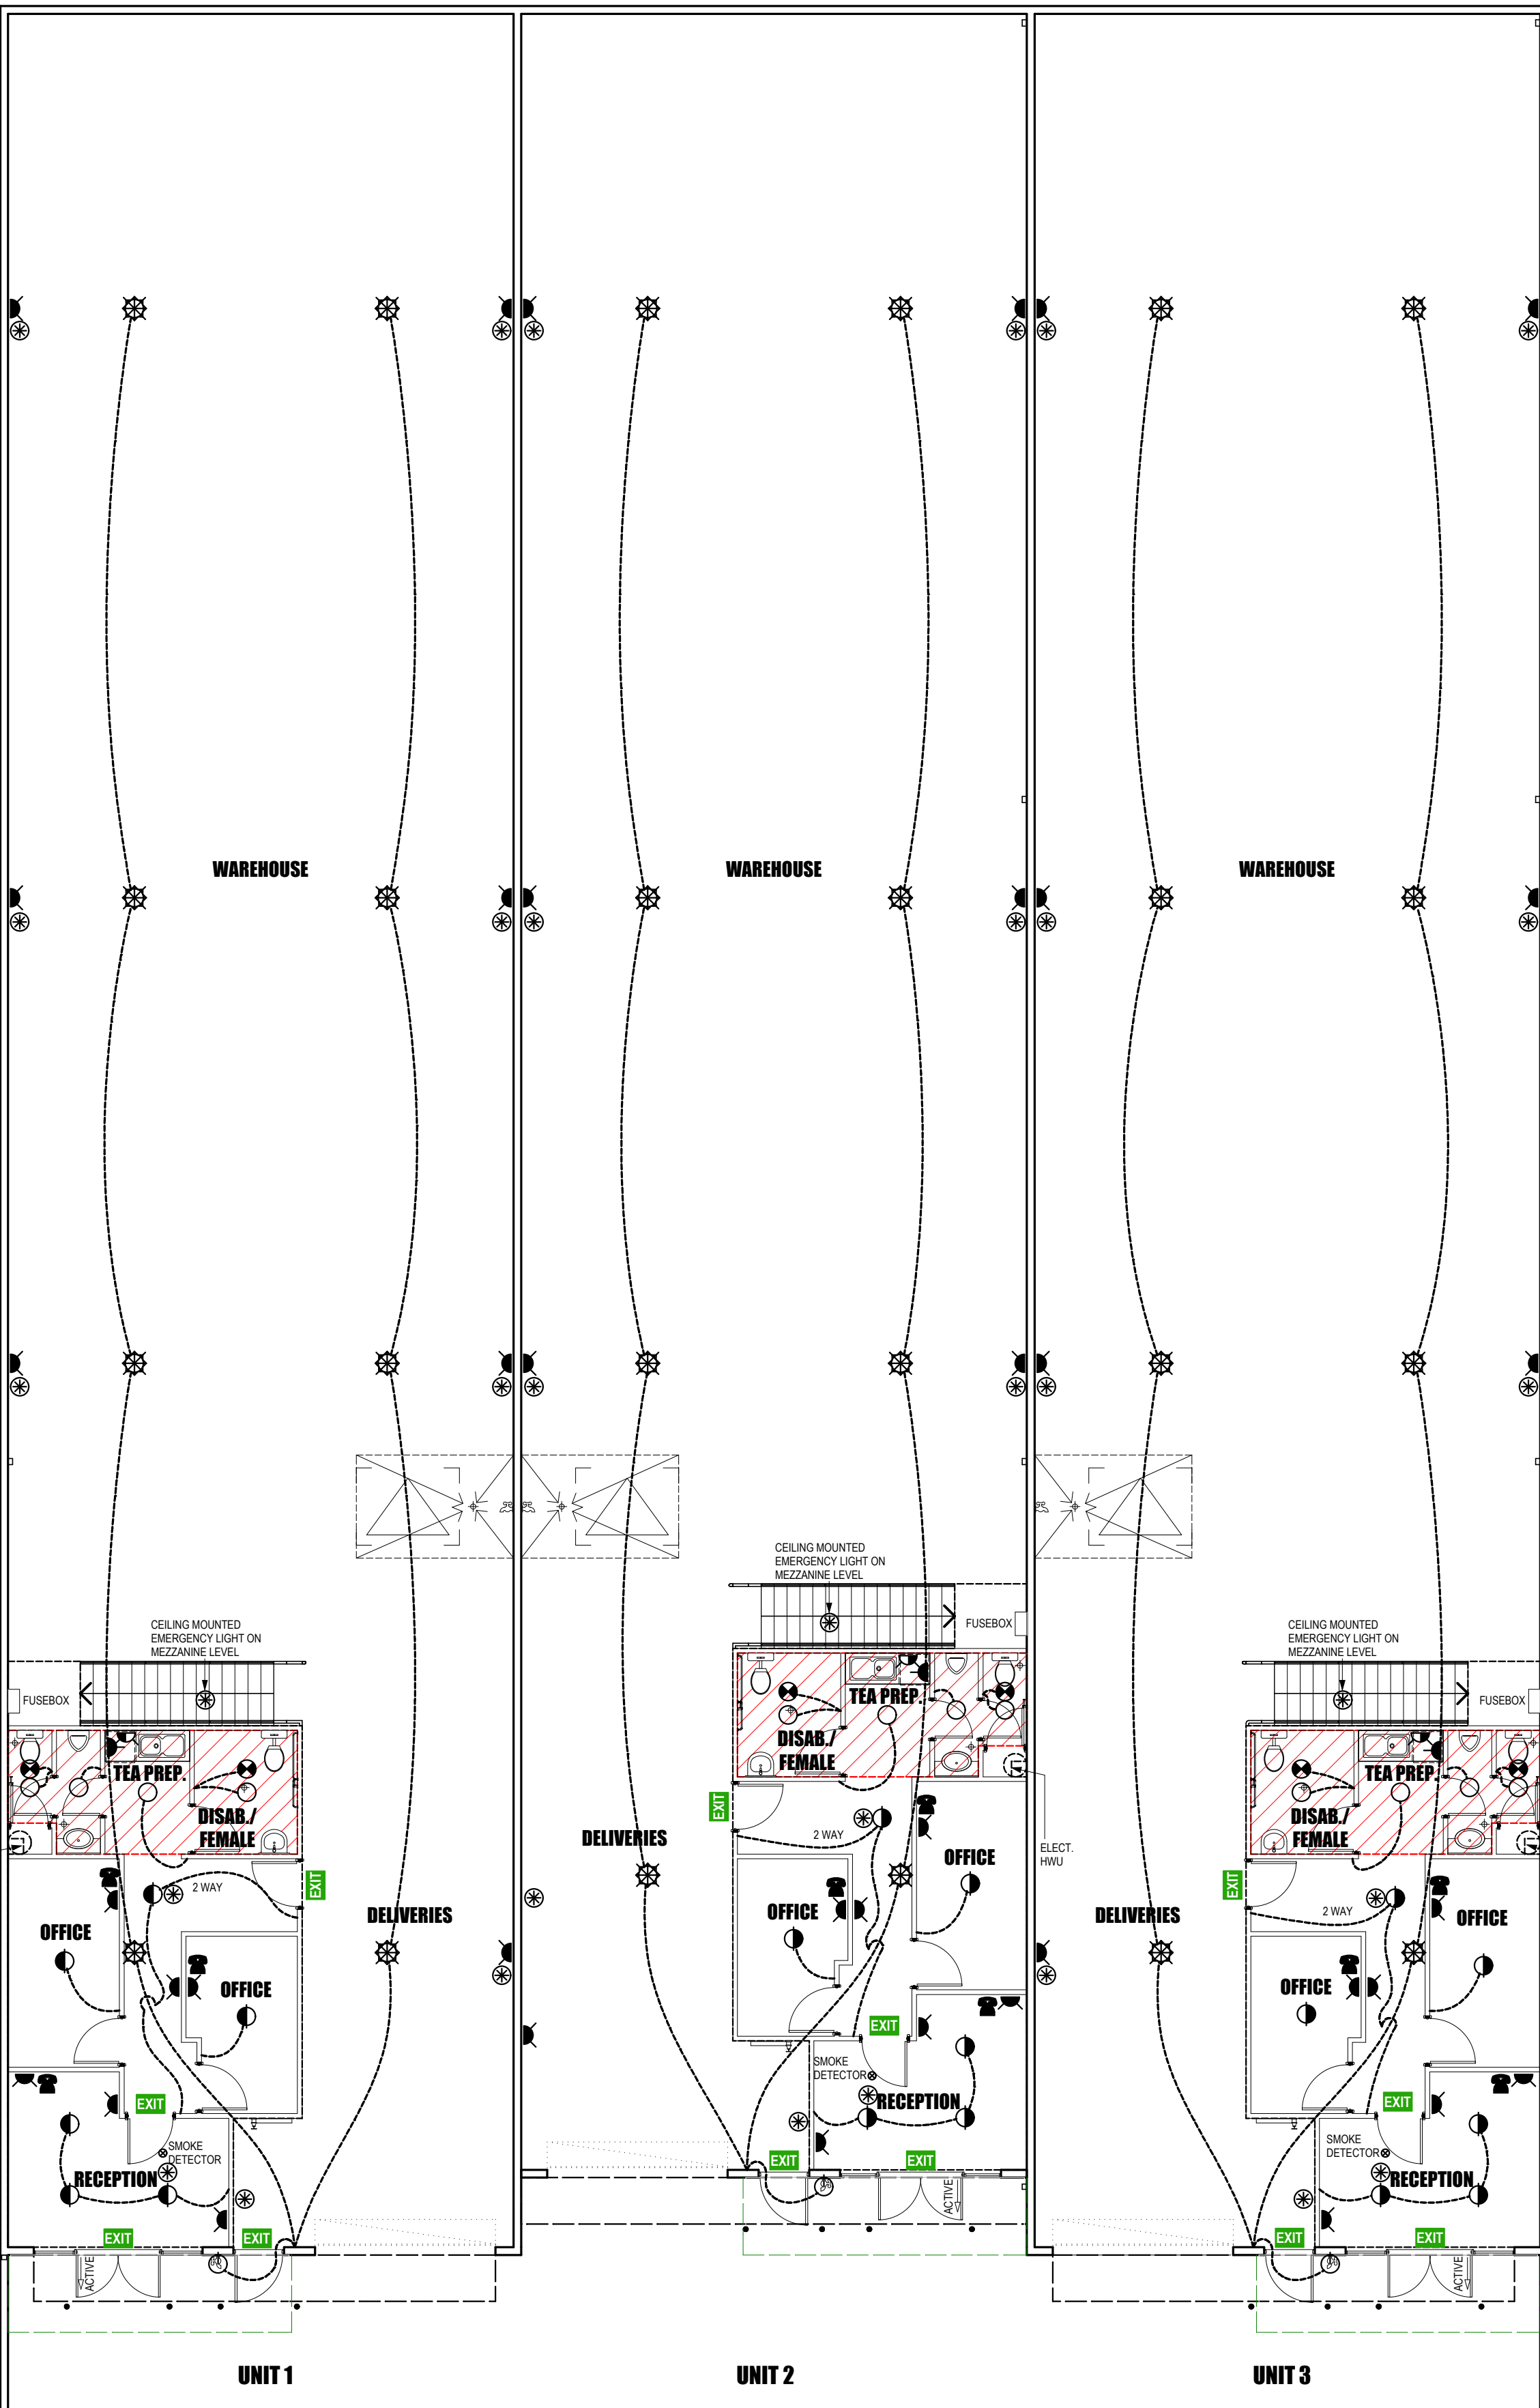 WAREHOUSE
WAREHOUSE
WAREHOUSE
CEILING MOUNTED
EMERGENCY LIGHT ON
MEZZANINE LEVEL
FUSEBOX
TEA PREP.
DISAB./
FEMALE
2 WAY
EXIT
OFFICE
DELIVERIES
OFFICE
EXIT
SMOKE
DETECTOR
RECEPTION
EXIT
EXIT
ACTIVE
UNIT 1
CEILING MOUNTED
EMERGENCY LIGHT ON
MEZZANINE LEVEL
FUSEBOX
TEA PREP.
DISAB./
FEMALE
EXIT
2 WAY
DELIVERIES
ELECT.
HWU
OFFICE
OFFICE
EXIT
SMOKE
DETECTOR
RECEPTION
EXIT
EXIT
ACTIVE
UNIT 2
CEILING MOUNTED
EMERGENCY LIGHT ON
MEZZANINE LEVEL
FUSEBOX
TEA PREP.
DISAB./
FEMALE
EXIT
2 WAY
DELIVERIES
OFFICE
OFFICE
EXIT
SMOKE
DETECTOR
RECEPTION
EXIT
EXIT
ACTIVE
UNIT 3